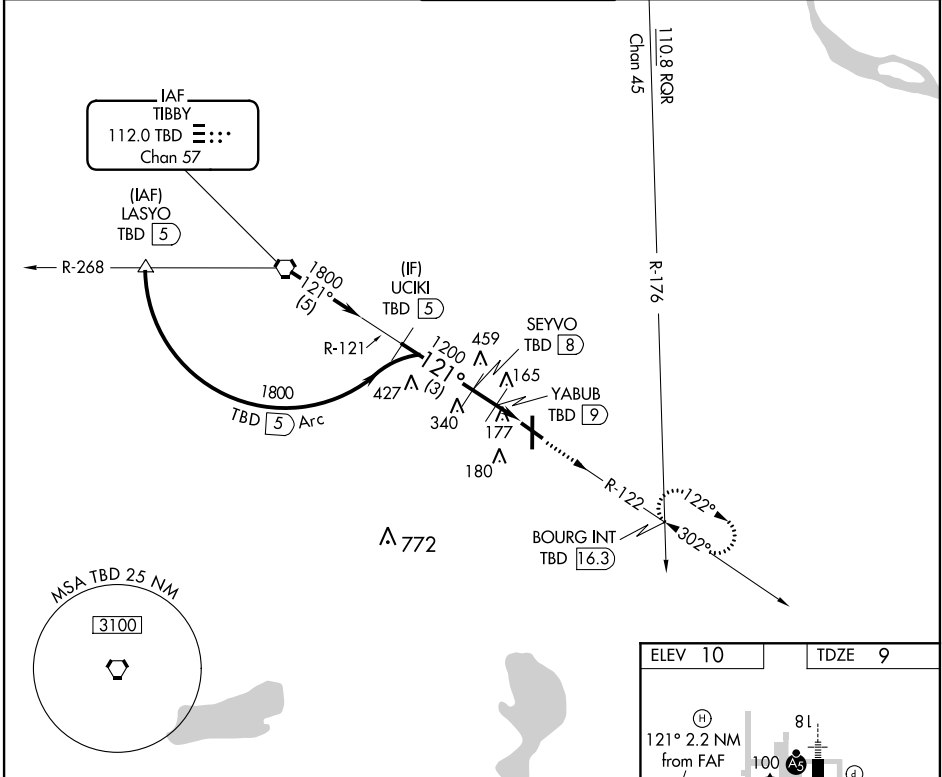 110.8 RQR
Chan 45
IAF
TIBBY
112.0 TBD
Chan 57
(IAF)
LASYO
TBD 5
R-268
1800
121°
(5)
(IF)
UCIKI
TBD 5
R-121
R-176
1200
121°
(3)
459
SEYVO
TBD 8
165
427
YABUB
TBD 9
340
177
1800
TBD 5 Arc
180
R-122
122°
302°
BOURG INT
TBD 16.3
772
MSA TBD 25 NM
3100
ELEV 10
TDZE 9
H
121° 2.2 NM
from FAF
18
100
A5
P